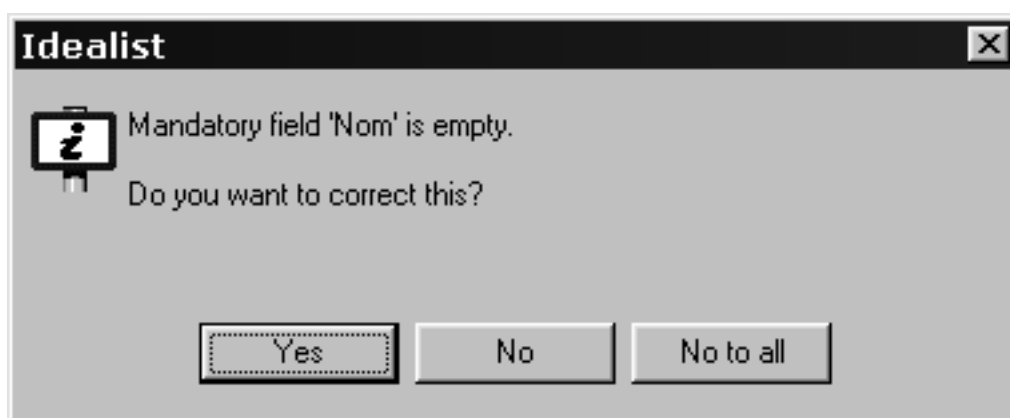 Idealist
Mandatory field 'Nom' is empty.
Do you want to correct this?
Yes No No to all